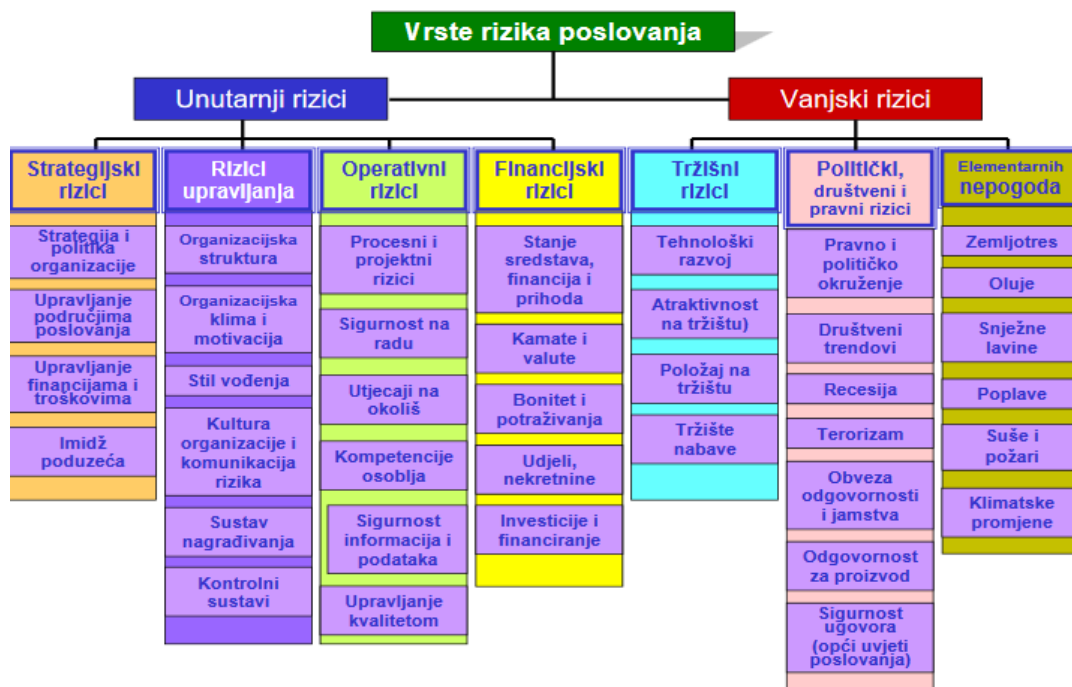 Vrste rizika poslovanja
Unutarnji rizici
Vanjski rizici
Strategijski
rizici
Strategija i
politika
organizacije
Upravljanje
područjima
poslovanja
Upravljanje
financijama i
troškovima
Imidž
poduzeća
Rizici
upravljanja
Organizacijska
struktura
Organizacijska
klima i
motivacija
Stil vođenja
Kultura
organizacije i
komunikacija
rizika
Sustav
nagrađivanja
Kontrolni
sustavi
Operativni
rizici
Procesni i
projektni
rizici
Sigurnost na
radu
Utjecaji na
okoliš
Kompetencije
osoblja
Sigurnost
informacija i
podataka
Upravljanje
kvalitetom
Financijski
rizici
Stanje
sredstava,
financija i
prihoda
Kamate i
valute
Bonitet i
potraživanja
Udjeli,
nekretnine
Investicije i
financiranje
Tržišni
rizici
Tehnološki
razvoj
Atraktivnost
na tržištu)
Položaj na
tržištu
Tržište
nabave
Politički,
društveni i
pravni rizici
Pravno i
političko
okruženje
Društveni
trendovi
Recesija
Terorizam
Obveza
odgovornosti
i jamstva
Odgovornost
za proizvod
Sigurnost
ugovora
(opći uvjeti
poslovanja)
Elementarnih
nepogoda
Zemljotres
Oluje
Snježne
lavine
Poplave
Suše i
požari
Klimatske
promjene